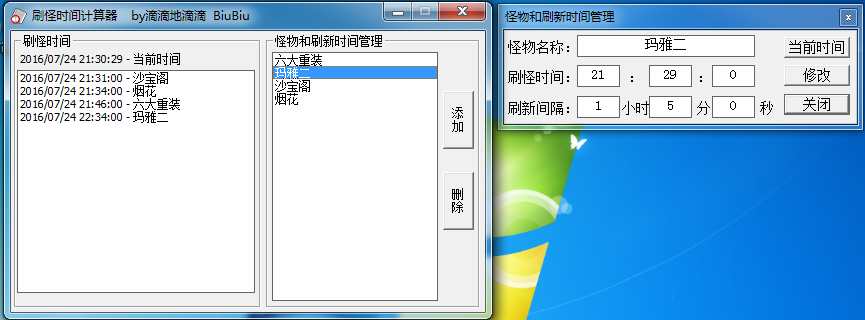 刷怪时间计算器 by滴滴地滴滴 BiuBiu
刷怪时间
2016/07/24 21:30:29 - 当前时间
2016/07/24 21:31:00 - 沙宝阁
2016/07/24 21:34:00 - 烟花
2016/07/24 21:46:00 - 六大重装
2016/07/24 22:34:00 - 玛雅二
怪物和刷新时间管理
六大重装
玛雅二
沙宝阁
烟花
添加
删除
怪物和刷新时间管理
怪物名称: 玛雅二 当前时间
刷怪时间: 21 : 29 : 0 修改
刷新间隔: 1 小时 5 分 0 秒 关闭